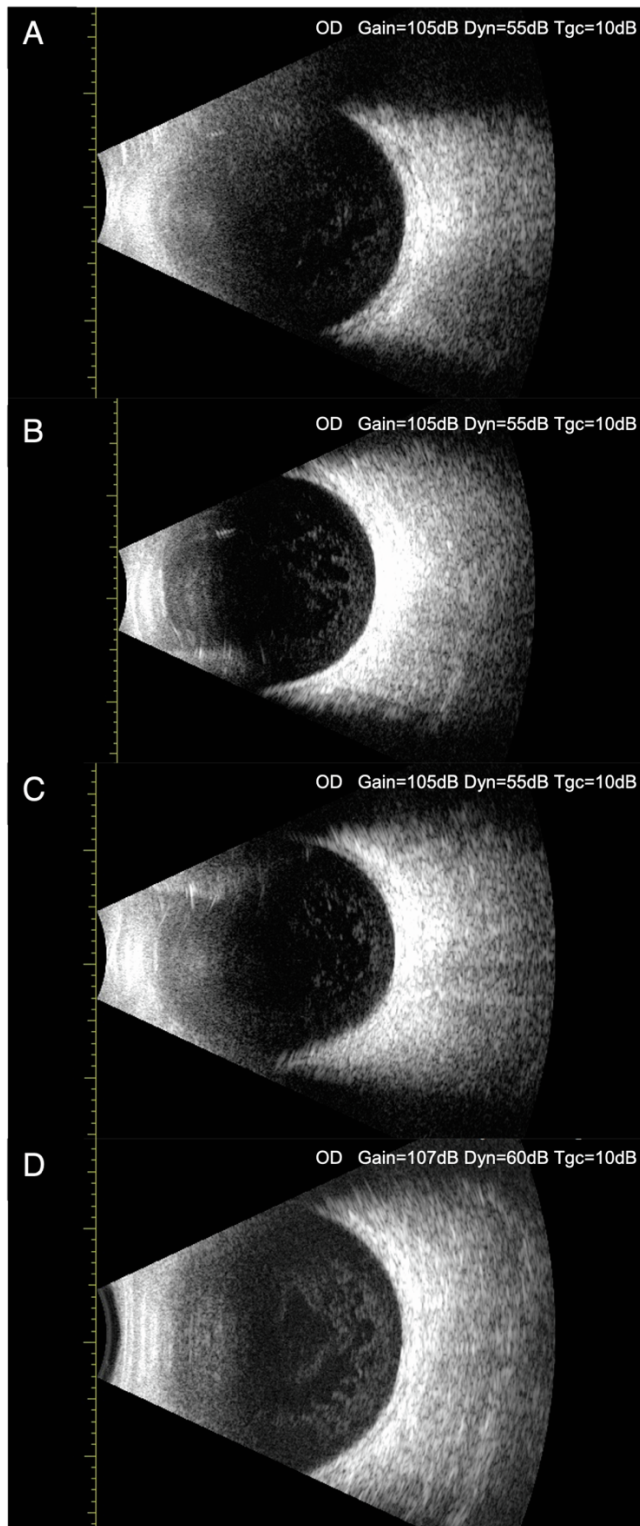 A
OD Gain=105dB Dyn=55dB Tgc=10dB
B
OD Gain=105dB Dyn=55dB Tgc=10dB
C
OD Gain=105dB Dyn=55dB Tgc=10dB
D
OD Gain=107dB Dyn=60dB Tgc=10dB